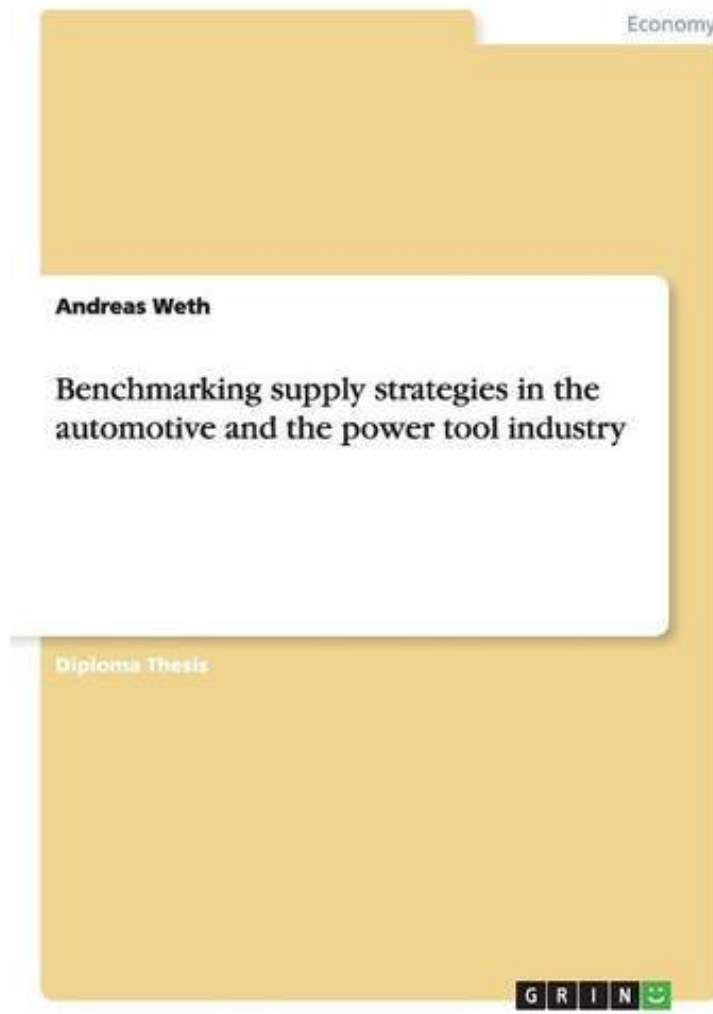 Economy
Andreas Weth
Benchmarking supply strategies in the
automotive and the power tool industry
Diploma Thesis
GRIN